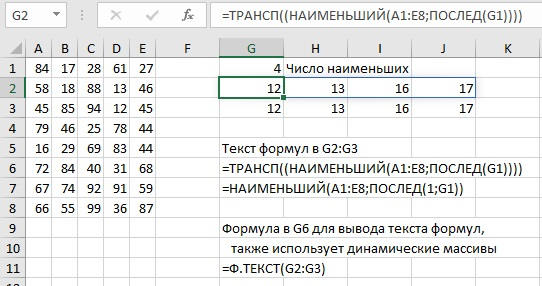 G2 fx =ТРАНСП((НАИМЕНЬШИЙ(A1:E8;ПОСЛЕД(G1))))
A B C D E F G H I J K
1 84 17 28 61 27 4 Число наименьших
2 58 18 88 13 46 12 13 16 17
3 45 85 94 12 45 12 13 16 17
4 79 46 25 78 44
5 16 29 69 83 44 Текст формул в G2:G3
6 72 84 40 31 68 =ТРАНСП((НАИМЕНЬШИЙ(A1:E8;ПОСЛЕД(G1))))
7 67 74 92 91 59 =НАИМЕНЬШИЙ(A1:E8;ПОСЛЕД(1;G1))
8 66 55 99 36 87
9 Формула в G6 для вывода текста формул,
10 также использует динамические массивы
11 =Ф.ТЕКСТ(G2:G3)